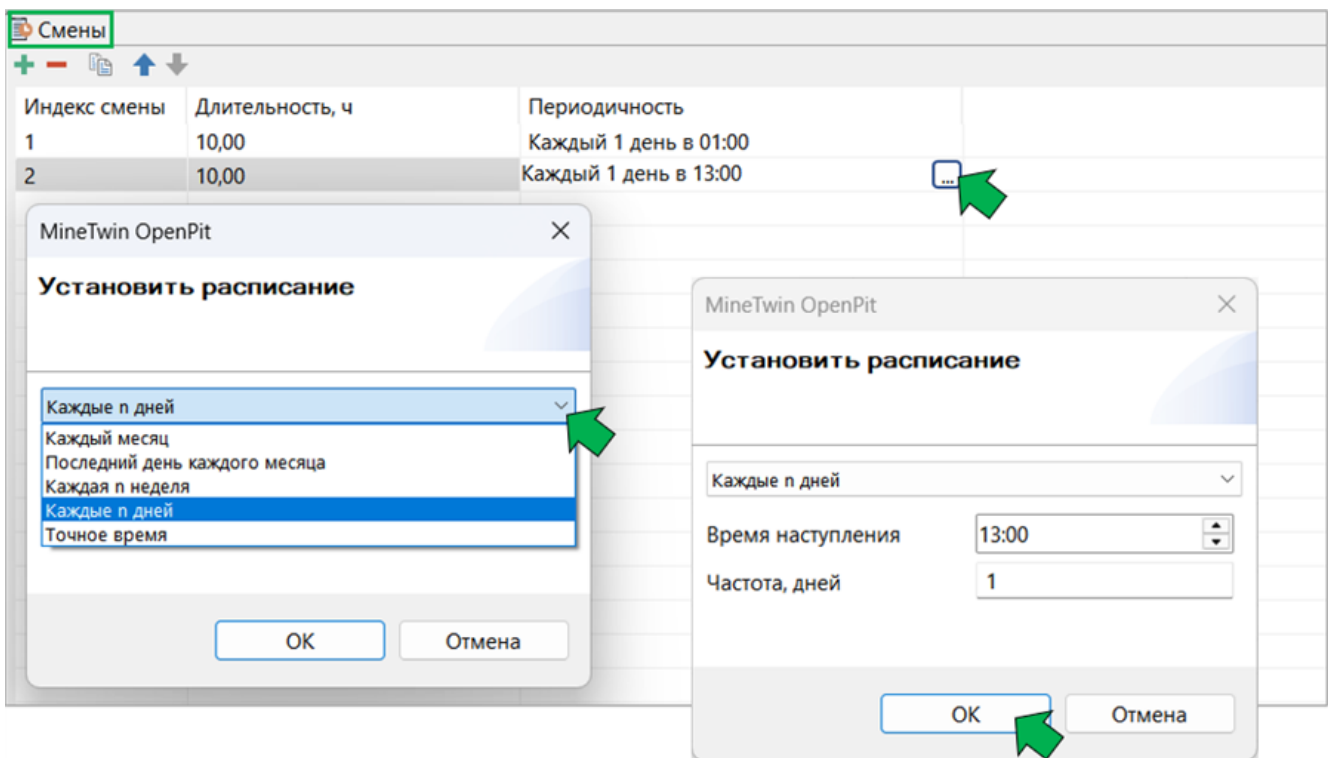 Смены
Индекс смены Длительность, ч Периодичность
1 10,00 Каждый 1 день в 01:00
2 10,00 Каждый 1 день в 13:00 ...
MineTwin OpenPit
Установить расписание
Каждые n дней
Каждый месяц
Последний день каждого месяца
Каждая n неделя
Каждые n дней
Точное время
OK Отмена
MineTwin OpenPit
Установить расписание
Каждые n дней
Время наступления 13:00
Частота, дней 1
OK Отмена